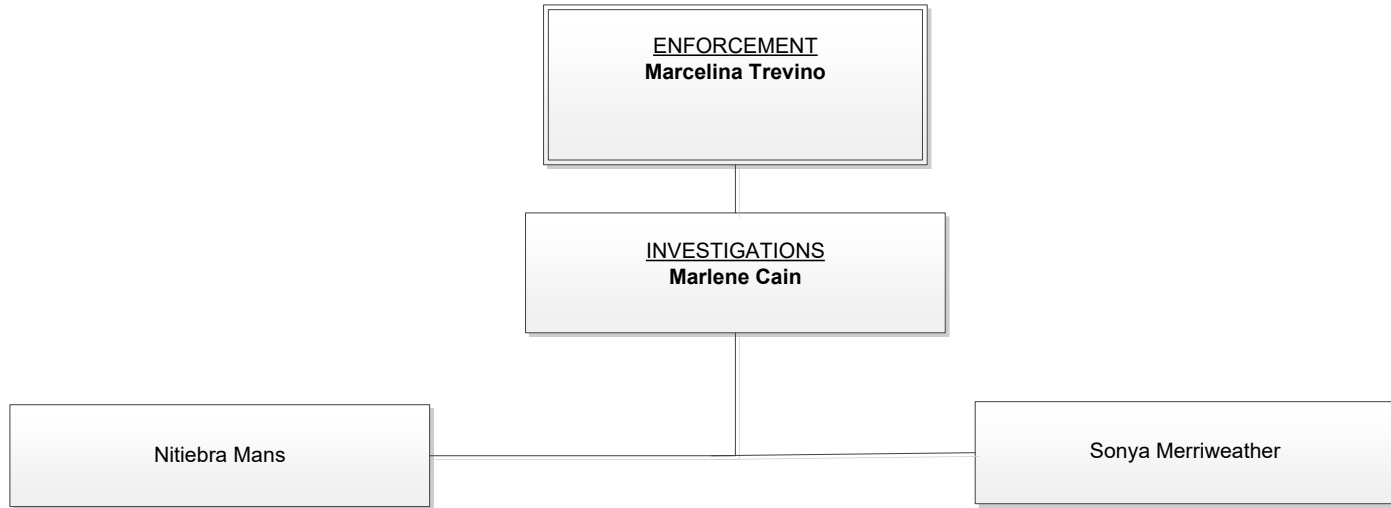 ENFORCEMENT
Marcelina Trevino
INVESTIGATIONS
Marlene Cain
Nitiebra Mans
Sonya Merriweather